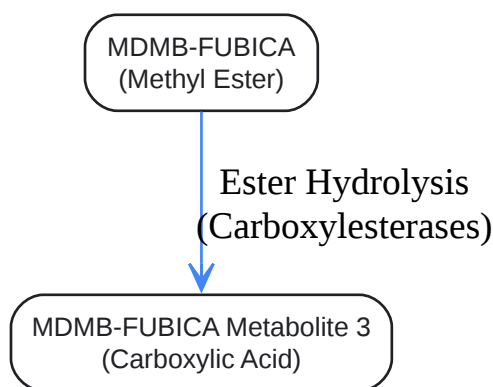 MDMB-FUBICA
(Methyl Ester)
Ester Hydrolysis
(Carboxylesterases)
MDMB-FUBICA Metabolite 3
(Carboxylic Acid)